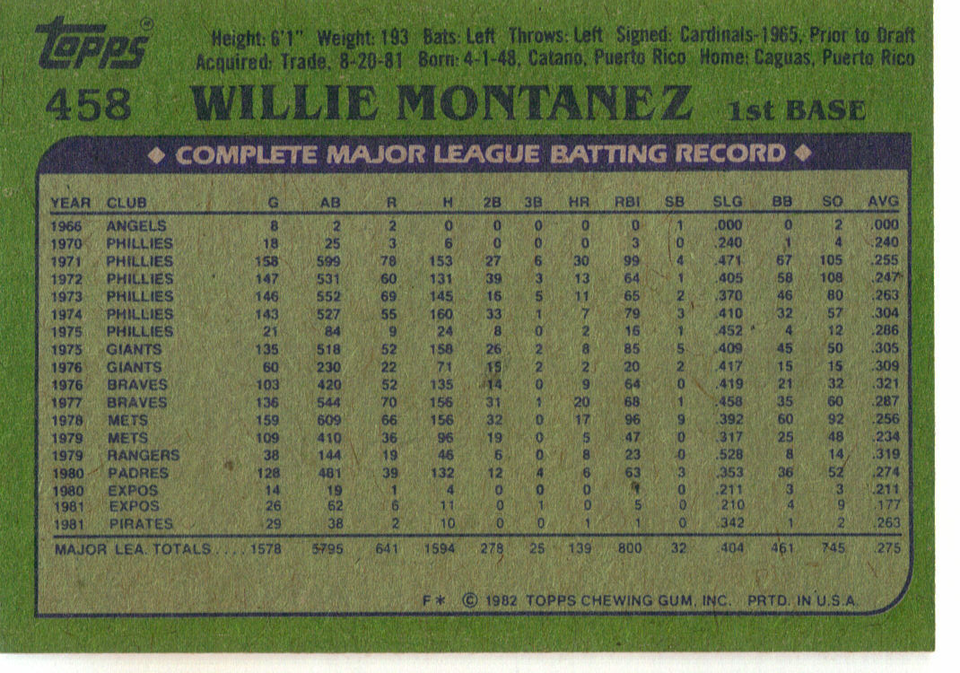 topps® Height: 6'1" Weight: 193 Bats: Left Throws: Left Signed: Cardinals-1965, Prior to Draft
Acquired: Trade, 8-20-81 Born: 4-1-48, Catano, Puerto Rico Home: Caguas, Puerto Rico
458 WILLIE MONTANEZ 1st BASE
◆ COMPLETE MAJOR LEAGUE BATTING RECORD ◆
YEAR CLUB G AB R H 2B 3B HR RBI SB SLG BB SO AVG
1966 ANGELS 8 2 2 0 0 0 0 0 1 .000 0 2 .000
1970 PHILLIES 18 25 3 6 0 0 0 3 0 .240 1 4 .240
1971 PHILLIES 158 599 78 153 27 6 30 99 4 .471 67 105 .255
1972 PHILLIES 147 531 60 131 39 3 13 64 1 .405 58 108 .247
1973 PHILLIES 146 552 69 145 16 5 11 65 2 .370 46 80 .263
1974 PHILLIES 143 527 55 160 33 1 7 79 3 .410 32 57 .304
1975 PHILLIES 21 84 9 24 8 0 2 16 1 .452 4 12 .286
1975 GIANTS 135 518 52 158 26 2 8 85 5 .409 45 50 .305
1976 GIANTS 60 230 22 71 15 2 2 20 2 .417 15 15 .309
1976 BRAVES 103 420 52 135 14 0 9 64 0 .419 21 32 .321
1977 BRAVES 136 544 70 156 31 1 20 68 1 .458 35 60 .287
1978 METS 159 609 66 156 32 0 17 96 9 .392 60 92 .256
1979 METS 109 410 36 96 19 0 5 47 0 .317 25 48 .234
1979 RANGERS 38 144 19 46 6 0 8 23 0 .528 8 14 .319
1980 PADRES 128 481 39 132 12 4 6 63 3 .353 36 52 .274
1980 EXPOS 14 19 1 4 0 0 0 1 0 .211 3 3 .211
1981 EXPOS 26 62 6 11 0 1 0 5 0 .210 4 9 .177
1981 PIRATES 29 38 2 10 0 0 1 1 0 .342 1 2 .263
MAJOR LEA. TOTALS .... 1578 5795 641 1594 278 25 139 800 32 .404 461 745 .275
F* © 1982 TOPPS CHEWING GUM, INC. PRTD. IN U.S.A.